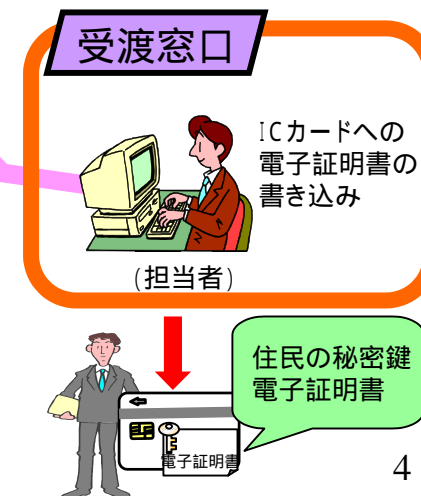 受渡窓口
ICカードへの
電子証明書の
書き込み
(担当者)
住民の秘密鍵
電子証明書
電子証明書
4